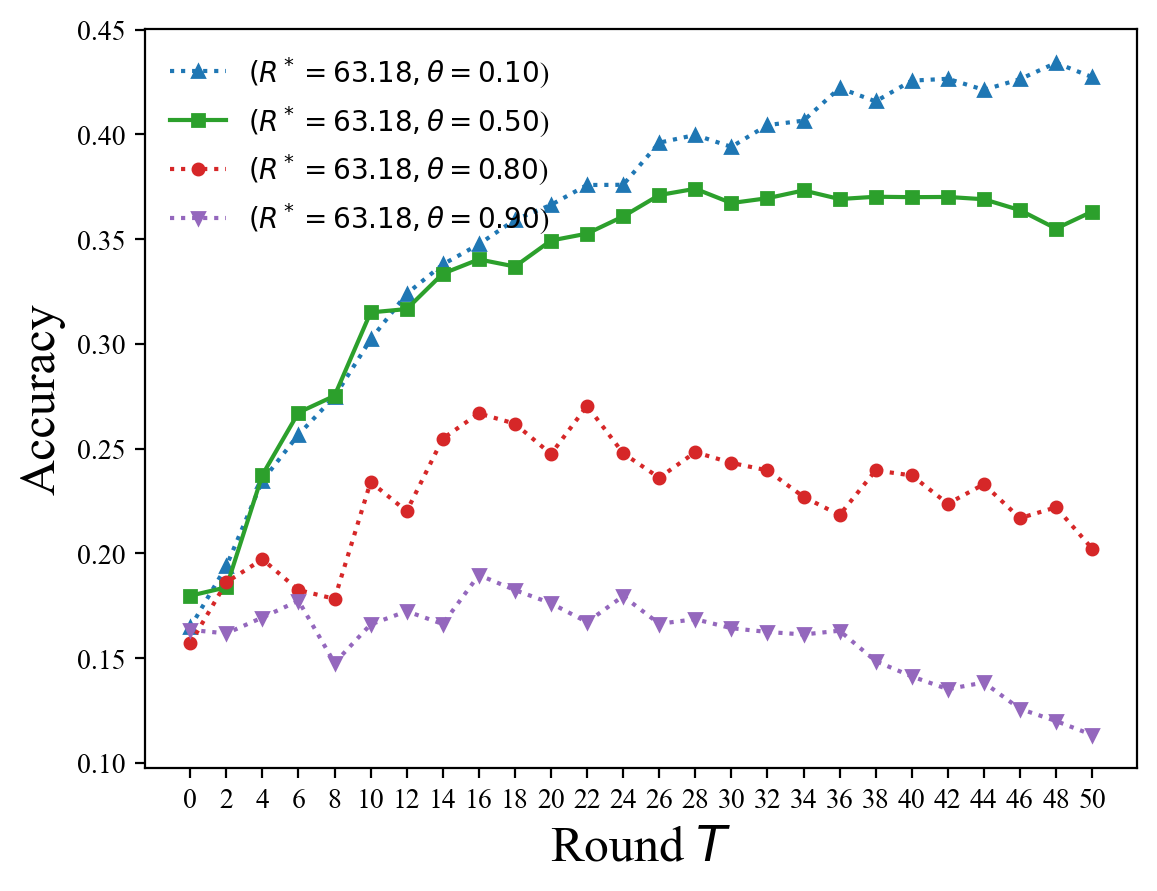 0.45
0.40
0.35
0.30
0.25
0.20
0.15
0.10
Accuracy
(R* = 63.18, θ = 0.10)
(R* = 63.18, θ = 0.50)
(R* = 63.18, θ = 0.80)
(R* = 63.18, θ = 0.90)
0 2 4 6 8 10 12 14 16 18 20 22 24 26 28 30 32 34 36 38 40 42 44 46 48 50
Round T